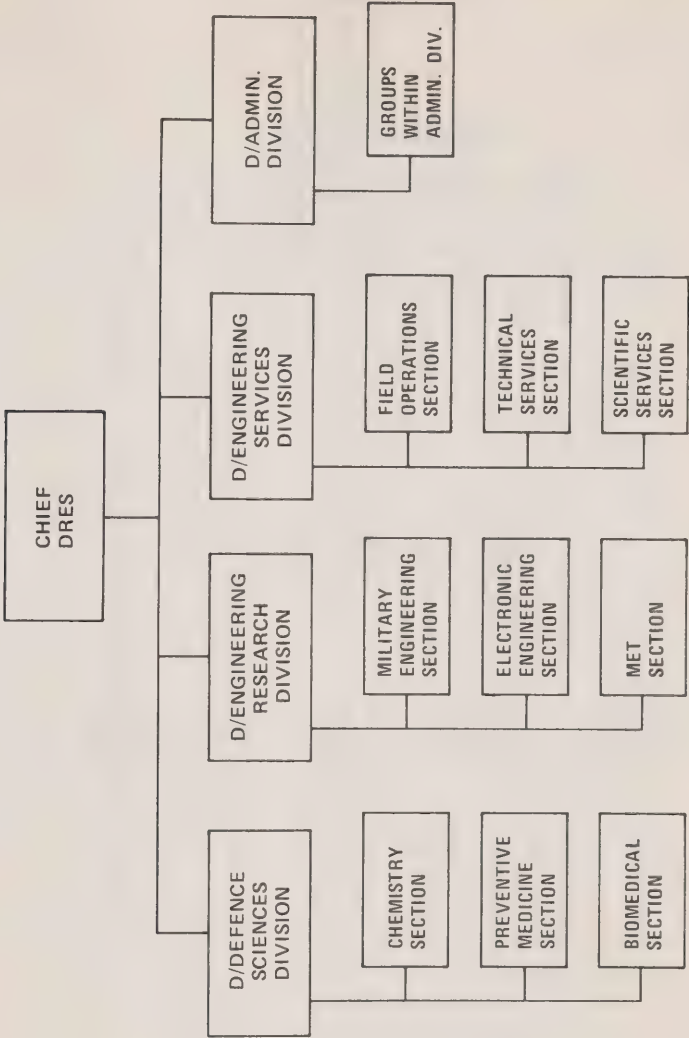 CHIEF
DRES
D/DEFENCE
SCIENCES
DIVISION
CHEMISTRY
SECTION
PREVENTIVE
MEDICINE
SECTION
BIOMEDICAL
SECTION
D/ENGINEERING
RESEARCH
DIVISION
MILITARY
ENGINEERING
SECTION
ELECTRONIC
ENGINEERING
SECTION
MET
SECTION
D/ENGINEERING
SERVICES
DIVISION
FIELD
OPERATIONS
SECTION
TECHNICAL
SERVICES
SECTION
SCIENTIFIC
SERVICES
SECTION
D/ADMIN.
DIVISION
GROUPS
WITHIN
ADMIN. DIV.